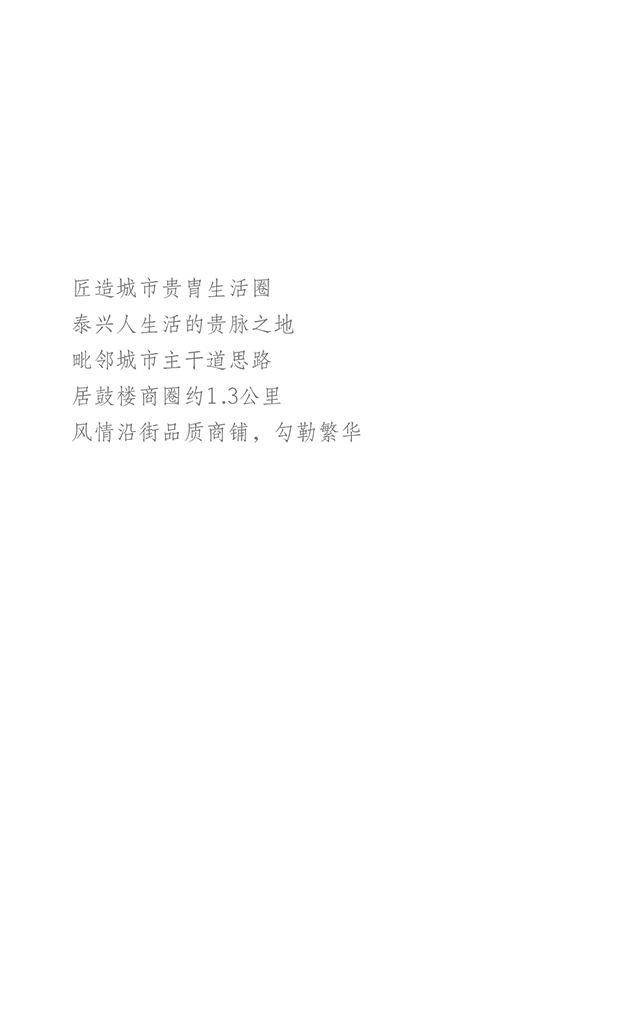 匠造城市贵胄生活圈
泰兴人生活的贵脉之地
毗邻城市主干道思路
居鼓楼商圈约1.3公里
风情沿街品质商铺，勾勒繁华